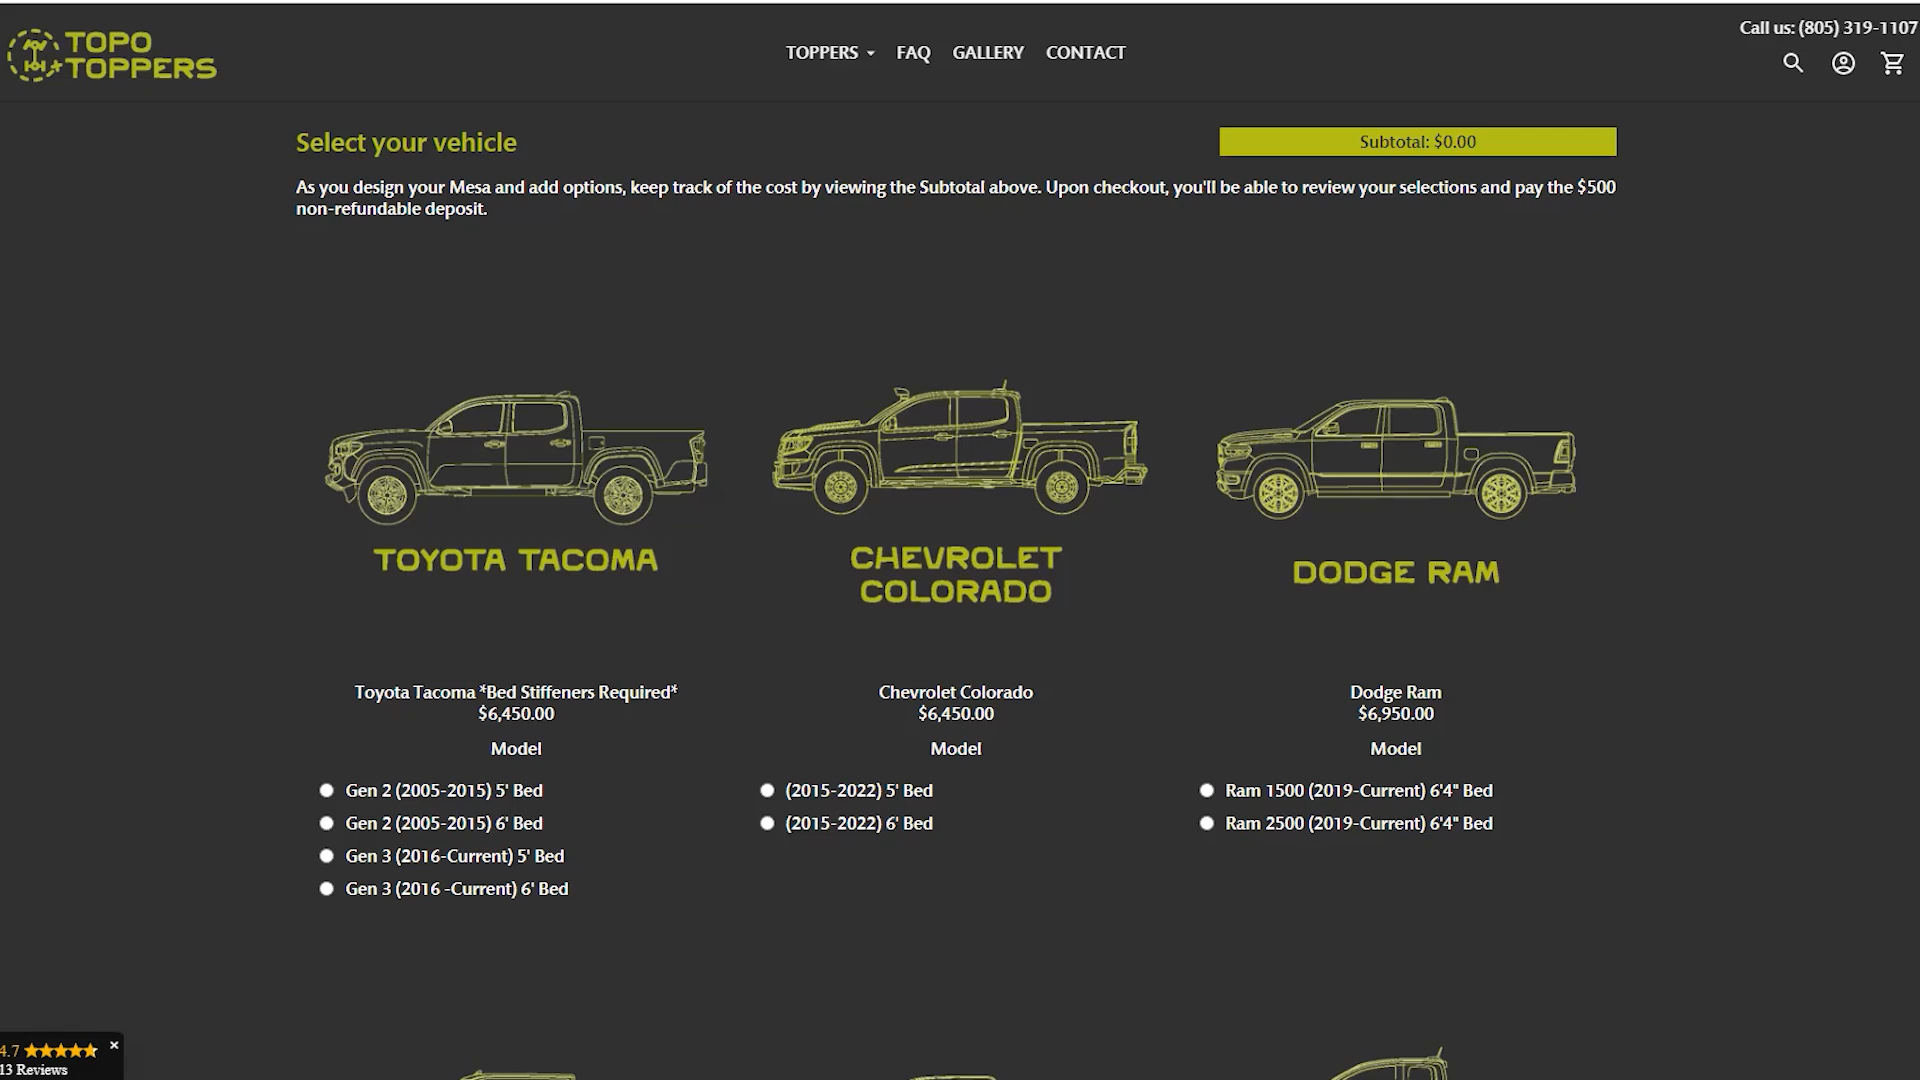 TOPO
TOPPERS
TOPPERS
FAQ
GALLERY
CONTACT
Call us: (805) 319-1107
Select your vehicle
Subtotal: $0.00
As you design your Mesa and add options, keep track of the cost by viewing the Subtotal above. Upon checkout, you'll be able to review your selections and pay the $500
non-refundable deposit.
TOYOTA TACOMA
CHEVROLET
COLORADO
DODGE RAM
Toyota Tacoma *Bed Stiffeners Required*
$6,450.00
Model
Gen 2 (2005-2015) 5' Bed
Gen 2 (2005-2015) 6' Bed
Gen 3 (2016-Current) 5' Bed
Gen 3 (2016 -Current) 6' Bed
Chevrolet Colorado
$6,450.00
Model
(2015-2022) 5' Bed
(2015-2022) 6' Bed
Dodge Ram
$6,950.00
Model
Ram 1500 (2019-Current) 6'4" Bed
Ram 2500 (2019-Current) 6'4" Bed
4.7
13 Reviews